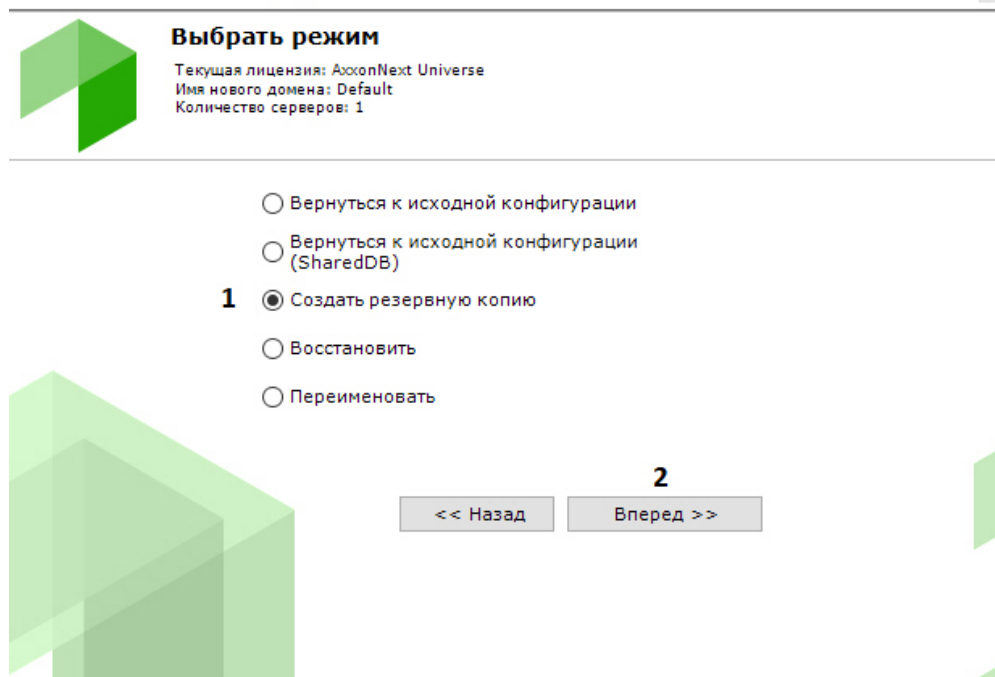 Выбрать режим
Текущая лицензия: AxxonNext Universe
Имя нового домена: Default
Количество серверов: 1
Вернуться к исходной конфигурации
Вернуться к исходной конфигурации
(SharedDB)
1 Создать резервную копию
Восстановить
Переименовать
2
<< Назад Вперед >>